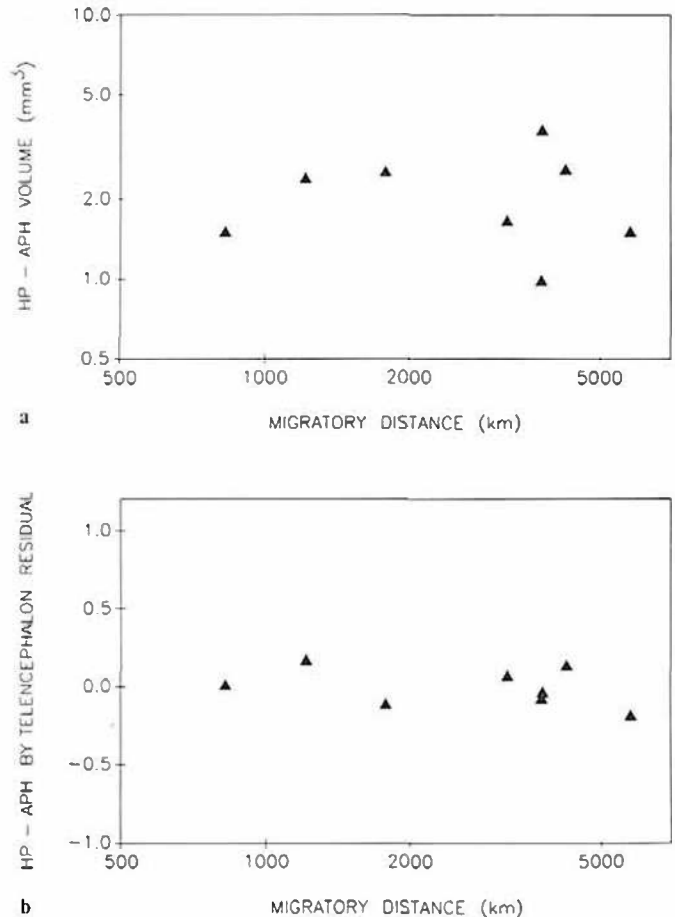 10.0
5.0
2.0
1.0
0.5
HP – APH VOLUME (mm³)
500 1000 2000 5000
a
MIGRATORY DISTANCE (km)
1.0
0.5
0.0
−0.5
−1.0
HP – APH BY TELENCEPHALON RESIDUAL
500 1000 2000 5000
b
MIGRATORY DISTANCE (km)